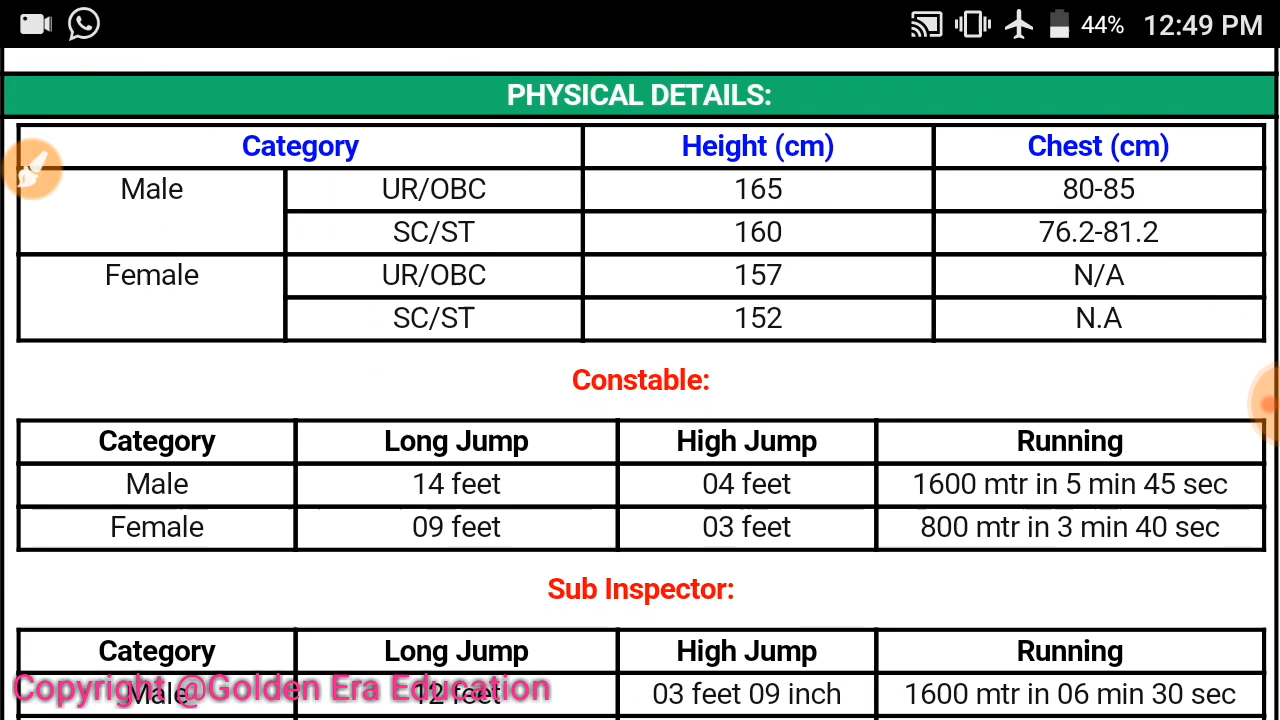 44% 12:49 PM
PHYSICAL DETAILS:
Category Height (cm) Chest (cm)
Male UR/OBC 165 80-85
SC/ST 160 76.2-81.2
Female UR/OBC 157 N/A
SC/ST 152 N.A
Constable:
Category Long Jump High Jump Running
Male 14 feet 04 feet 1600 mtr in 5 min 45 sec
Female 09 feet 03 feet 800 mtr in 3 min 40 sec
Sub Inspector:
Category Long Jump High Jump Running
Male 12 feet 03 feet 09 inch 1600 mtr in 06 min 30 sec
Copyright @Golden Era Education